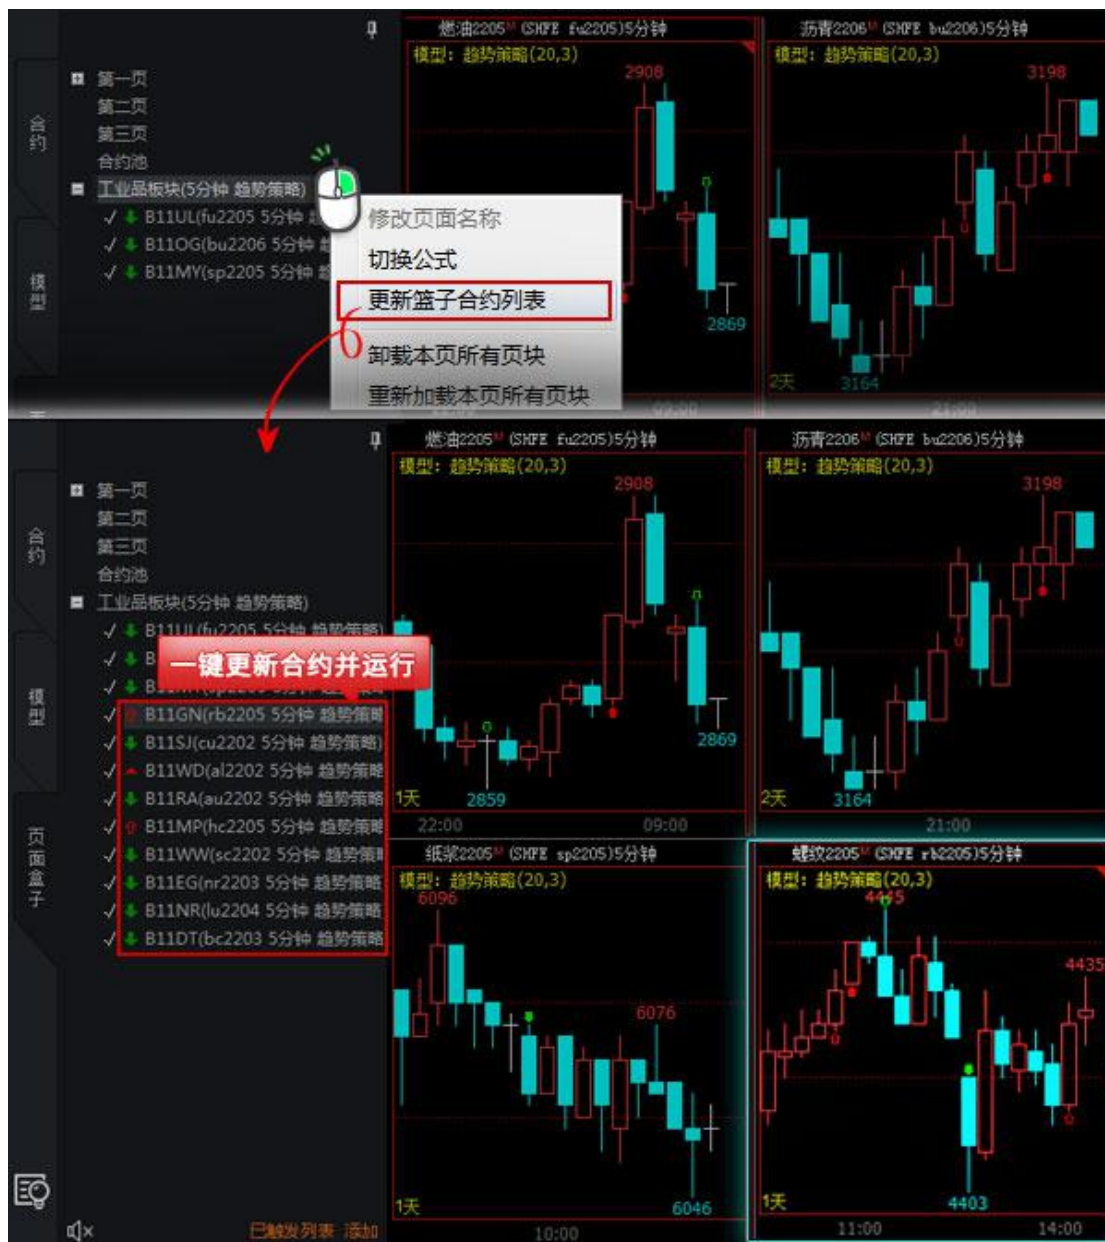 燃油2205M (SHFE fu2205)5分钟
沥青2206M (SHFE bu2206)5分钟
模型: 趋势策略(20,3)
模型: 趋势策略(20,3)
2908
3198
第一页
第二页
第三页
合约池
工业品板块(5分钟 趋势策略)
B11UL(fu2205 5分钟
B11OG(bu2206 5分钟
B11MY(sp2205 5分钟
合约
模型
修改页面名称
切换公式
更新篮子合约列表
卸载本页所有页块
重新加载本页所有页块
6
2869
2天
3164
09:00
21:00
燃油2205M (SHFE fu2205)5分钟
沥青2206M (SHFE bu2206)5分钟
模型: 趋势策略(20,3)
模型: 趋势策略(20,3)
2908
3198
第一页
第二页
第三页
合约池
工业品板块(5分钟 趋势策略)
B11UL(fu2205 5分钟 趋势策略)
一键更新合约并运行
B11GN(rb2205 5分钟 趋势策略
B11SJ(cu2202 5分钟 趋势策略)
B11WD(al2202 5分钟 趋势策略
B11RA(au2202 5分钟 趋势策略
B11MP(hc2205 5分钟 趋势策略
B11WW(sc2202 5分钟 趋势策略
B11EG(nr2203 5分钟 趋势策略
B11NR(lu2204 5分钟 趋势策略
B11DT(bc2203 5分钟 趋势策略
合约
模型
页面盒子
2869
1天
2859
2天
3164
22:00
09:00
21:00
纸浆2205M (SHFE sp2205)5分钟
螺纹2205M (SHFE rb2205)5分钟
模型: 趋势策略(20,3)
模型: 趋势策略(20,3)
6096
4445
4435
6076
1天
6046
1天
4403
10:00
11:00
14:00
已触发列表 添加